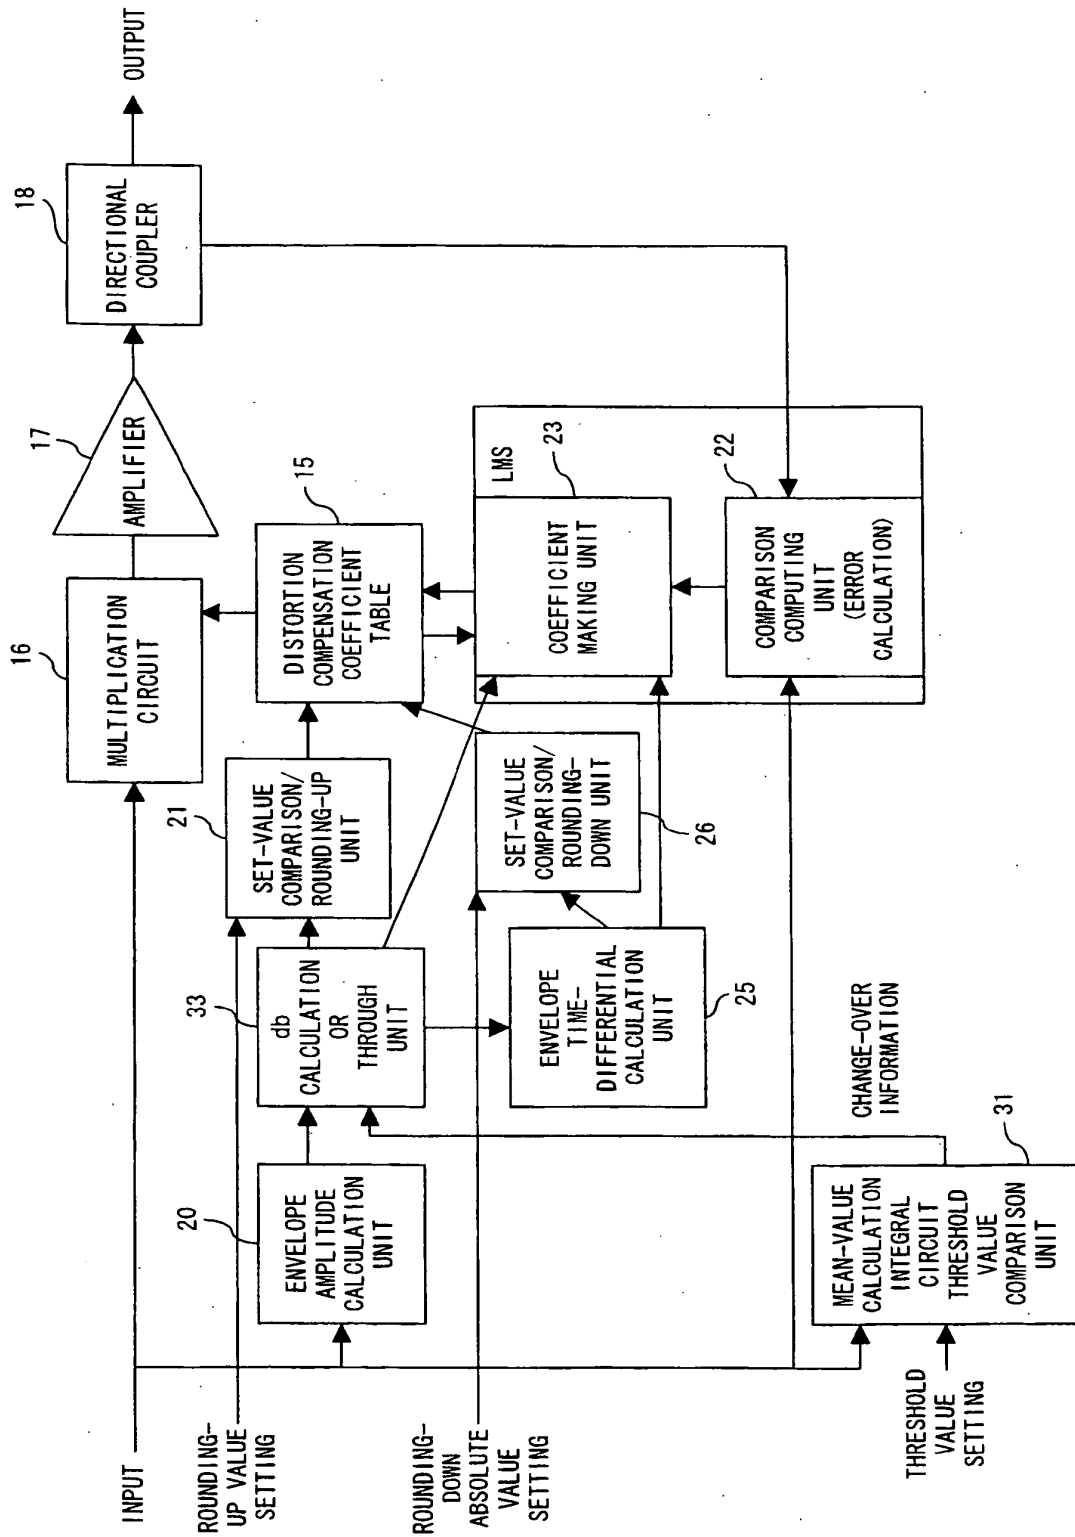 INPUT
16
MULTIPLICATION
CIRCUIT
17
AMPLIFIER
18
DIRECTIONAL
COUPLER
OUTPUT
ROUNDING-
UP VALUE
SETTING
20
ENVELOPE
AMPLITUDE
CALCULATION
UNIT
33
db
CALCULATION
OR
THROUGH
UNIT
21
SET-VALUE
COMPARISON/
ROUNDING-UP
UNIT
15
DISTORTION
COMPENSATION
COEFFICIENT
TABLE
ROUNDING-
DOWN
ABSOLUTE
VALUE
SETTING
ENVELOPE
TIME-
DIFFERENTIAL
CALCULATION
UNIT
25
SET-VALUE
COMPARISON/
ROUNDING-
DOWN UNIT
26
LMS
23
COEFFICIENT
MAKING UNIT
22
COMPARISON
COMPUTING
UNIT
(ERROR
CALCULATION)
CHANGE-OVER
INFORMATION
31
MEAN-VALUE
CALCULATION
INTEGRAL
CIRCUIT
THRESHOLD
VALUE
COMPARISON
UNIT
THRESHOLD
VALUE
SETTING